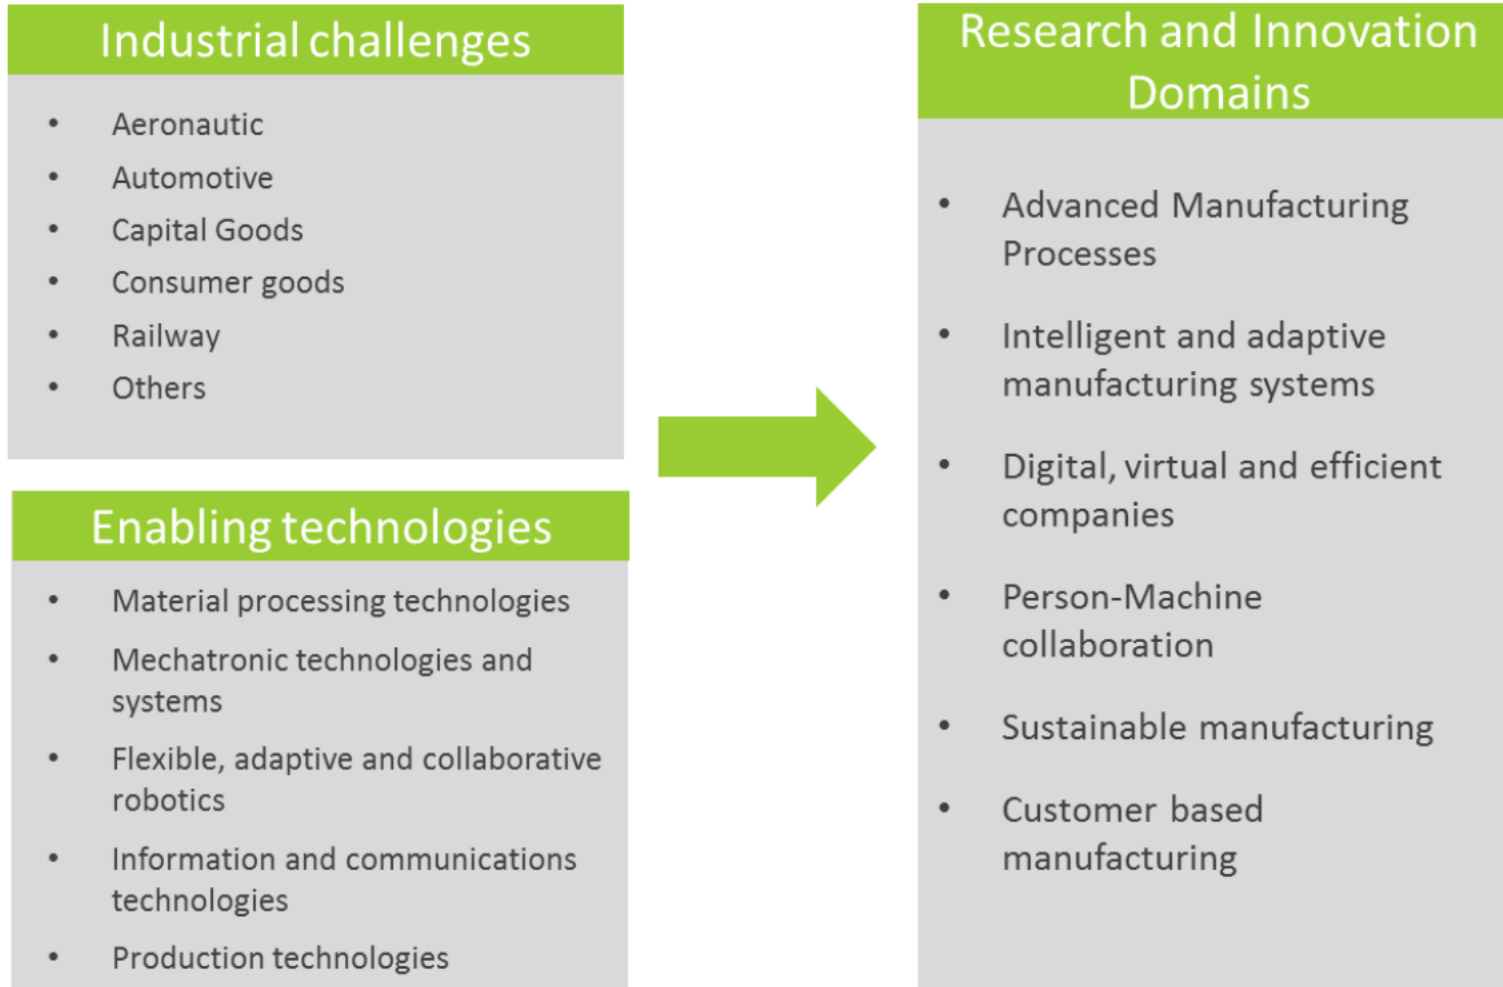 Industrial challenges
• Aeronautic
• Automotive
• Capital Goods
• Consumer goods
• Railway
• Others
Enabling technologies
• Material processing technologies
• Mechatronic technologies and
systems
• Flexible, adaptive and collaborative
robotics
• Information and communications
technologies
• Production technologies
Research and Innovation
Domains
• Advanced Manufacturing
Processes
• Intelligent and adaptive
manufacturing systems
• Digital, virtual and efficient
companies
• Person-Machine
collaboration
• Sustainable manufacturing
• Customer based
manufacturing